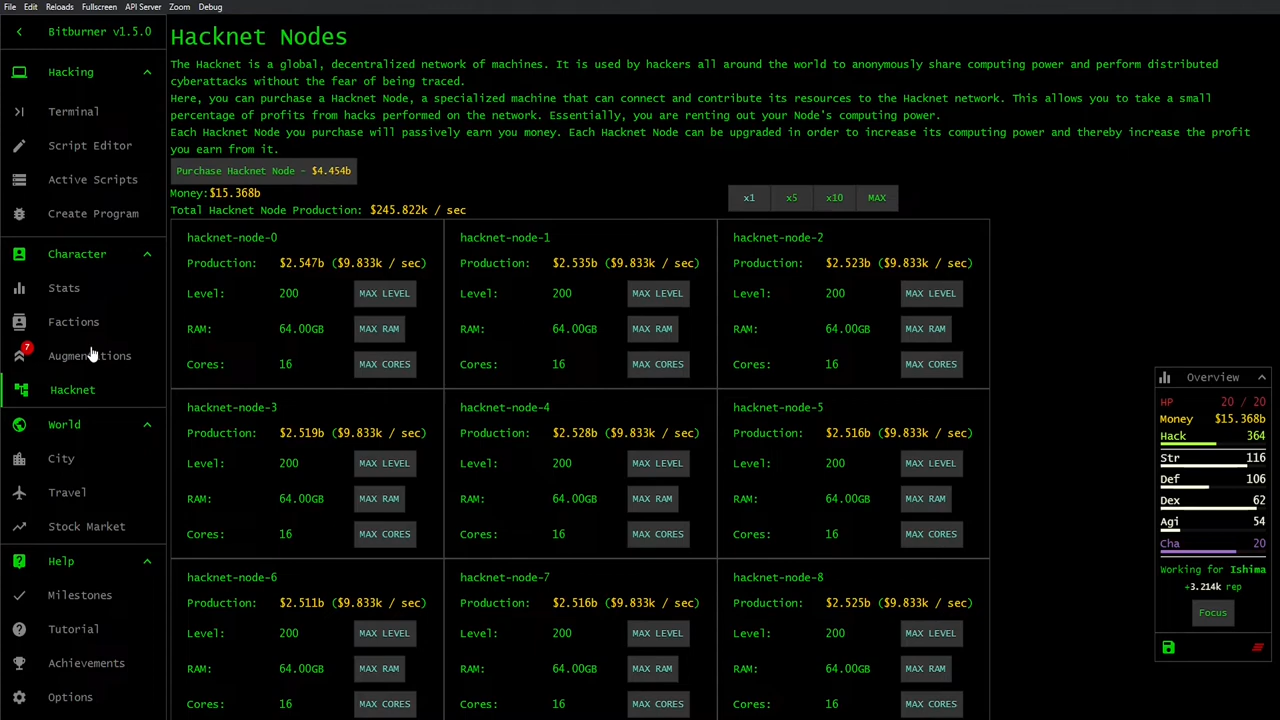 File Edit Reloads Fullscreen API Server Zoom Debug
Bitburner v1.5.0
Hacking
Terminal
Script Editor
Active Scripts
Create Program
Character
Stats
Factions
7
Augmentations
Hacknet
World
City
Travel
Stock Market
Help
Milestones
Tutorial
Achievements
Options
Hacknet Nodes
The Hacknet is a global, decentralized network of machines. It is used by hackers all around the world to anonymously share computing power and perform distributed
cyberattacks without the fear of being traced.
Here, you can purchase a Hacknet Node, a specialized machine that can connect and contribute its resources to the Hacknet network. This allows you to take a small
percentage of profits from hacks performed on the network. Essentially, you are renting out your Node's computing power.
Each Hacknet Node you purchase will passively earn you money. Each Hacknet Node can be upgraded in order to increase its computing power and thereby increase the profit
you earn from it.
Purchase Hacknet Node - $4.454b
Money:$15.368b
Total Hacknet Node Production: $245.822k / sec
x1 x5 x10 MAX
hacknet-node-0
Production: $2.547b ($9.833k / sec)
Level: 200 MAX LEVEL
RAM: 64.00GB MAX RAM
Cores: 16 MAX CORES
hacknet-node-1
Production: $2.535b ($9.833k / sec)
Level: 200 MAX LEVEL
RAM: 64.00GB MAX RAM
Cores: 16 MAX CORES
hacknet-node-2
Production: $2.523b ($9.833k / sec)
Level: 200 MAX LEVEL
RAM: 64.00GB MAX RAM
Cores: 16 MAX CORES
hacknet-node-3
Production: $2.519b ($9.833k / sec)
Level: 200 MAX LEVEL
RAM: 64.00GB MAX RAM
Cores: 16 MAX CORES
hacknet-node-4
Production: $2.528b ($9.833k / sec)
Level: 200 MAX LEVEL
RAM: 64.00GB MAX RAM
Cores: 16 MAX CORES
hacknet-node-5
Production: $2.516b ($9.833k / sec)
Level: 200 MAX LEVEL
RAM: 64.00GB MAX RAM
Cores: 16 MAX CORES
hacknet-node-6
Production: $2.511b ($9.833k / sec)
Level: 200 MAX LEVEL
RAM: 64.00GB MAX RAM
Cores: 16 MAX CORES
hacknet-node-7
Production: $2.516b ($9.833k / sec)
Level: 200 MAX LEVEL
RAM: 64.00GB MAX RAM
Cores: 16 MAX CORES
hacknet-node-8
Production: $2.525b ($9.833k / sec)
Level: 200 MAX LEVEL
RAM: 64.00GB MAX RAM
Cores: 16 MAX CORES
Overview
HP 20 / 20
Money $15.368b
Hack 364
Str 116
Def 106
Dex 62
Agi 54
Cha 20
Working for Ishima
+3.214k rep
Focus